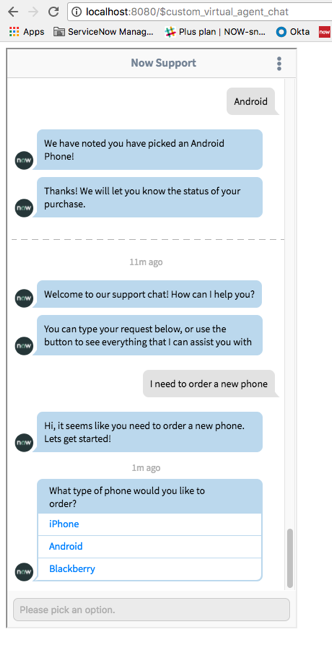 localhost:8080/$custom_virtual_agent_chat
Apps ServiceNow Manag... Plus plan | NOW-sn... Okta now
Now Support
Android
We have noted you have picked an Android
Phone!
now
Thanks! We will let you know the status of your
purchase.
now
11m ago
Welcome to our support chat! How can I help you?
now
You can type your request below, or use the
button to see everything that I can assist you with
now
I need to order a new phone
Hi, it seems like you need to order a new phone.
Lets get started!
now
1m ago
What type of phone would you like to
order?
iPhone
Android
Blackberry
now
Please pick an option.